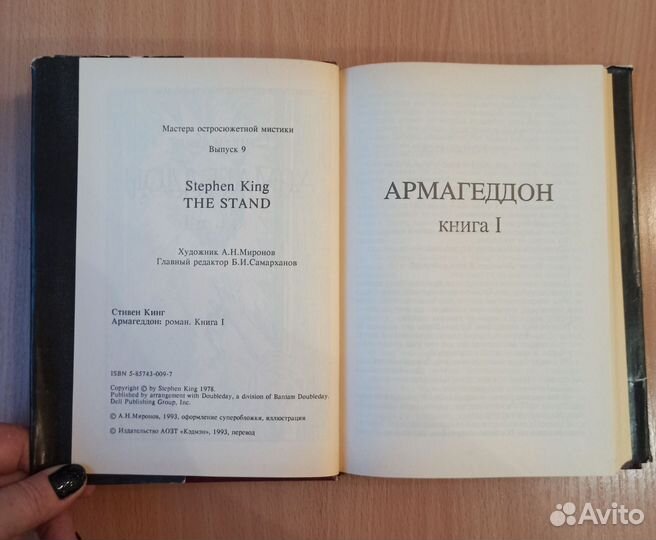 Мастера остросюжетной мистики
Выпуск 9
Stephen King
THE STAND
Художник А.Н.Миронов
Главный редактор Б.И.Самарханов
Стивен Кинг
Армагеддон: роман. Книга I
ISBN 5-85743-009-7
Copyright © by Stephen King 1978.
Published by arrangement with Doubleday, a division of Bantam Doubleday.
Dell Publishing Group, Inc.
© А.Н.Миронов, 1993, оформление суперобложки, иллюстрации
© Издательство АОЗТ «Кэдмэн», 1993, перевод
АРМАГЕДДОН
книга I
Avito